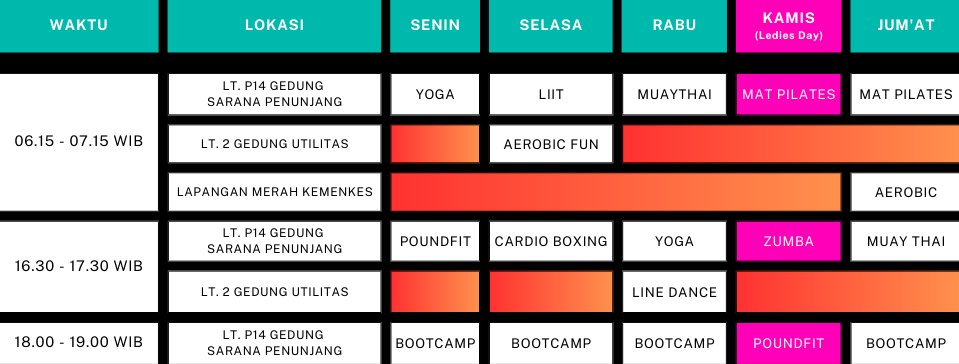 WAKTU
LOKASI
SENIN
SELASA
RABU
KAMIS
(Ledies Day)
JUM'AT
06.15 - 07.15 WIB
LT. P14 GEDUNG
SARANA PENUNJANG
YOGA
LIIT
MUAYTHAI
MAT PILATES
MAT PILATES
LT. 2 GEDUNG UTILITAS
AEROBIC FUN
LAPANGAN MERAH KEMENKES
AEROBIC
16.30 - 17.30 WIB
LT. P14 GEDUNG
SARANA PENUNJANG
POUNDFIT
CARDIO BOXING
YOGA
ZUMBA
MUAY THAI
LT. 2 GEDUNG UTILITAS
LINE DANCE
18.00 - 19.00 WIB
LT. P14 GEDUNG
SARANA PENUNJANG
BOOTCAMP
BOOTCAMP
BOOTCAMP
POUNDFIT
BOOTCAMP